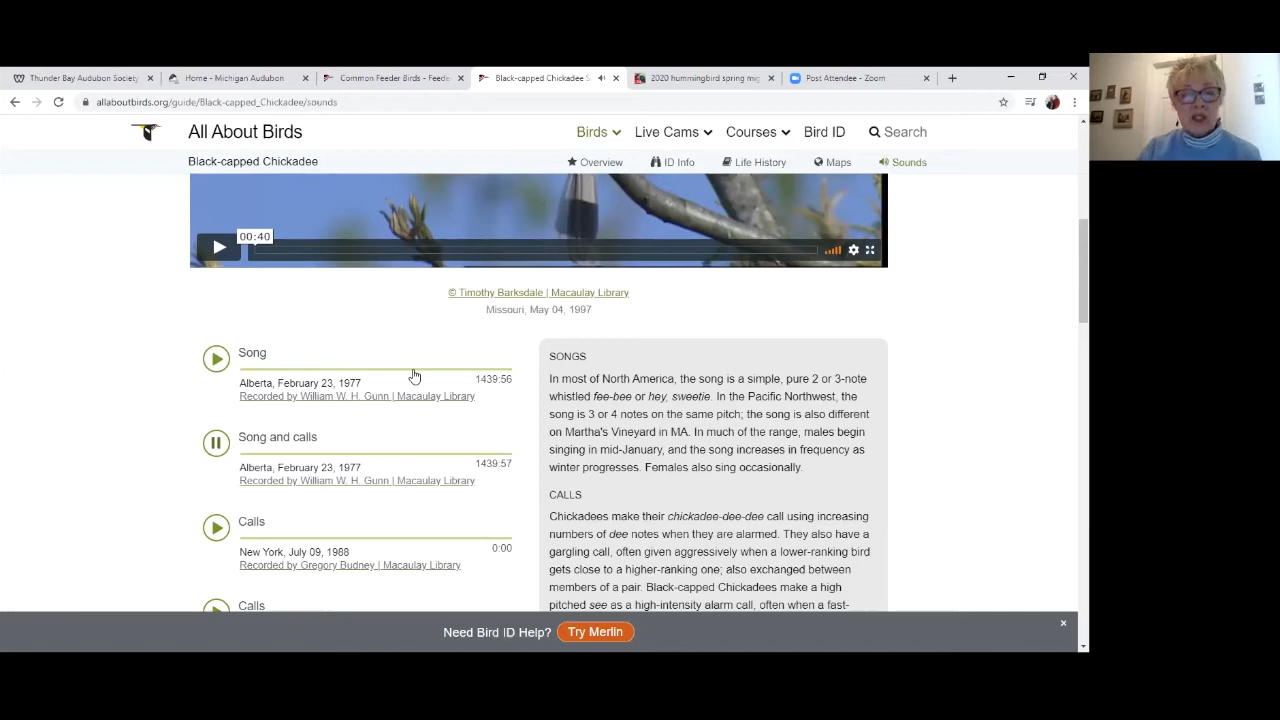 Thunder Bay Audubon Society
Home - Michigan Audubon
Common Feeder Birds - Feede
Black-capped Chickadee S
2020 hummingbird spring mig
Post Attendee - Zoom
allaboutbirds.org/guide/Black-capped_Chickadee/sounds
All About Birds
Birds
Live Cams
Courses
Bird ID
Search
Black-capped Chickadee
Overview
ID Info
Life History
Maps
Sounds
00:40
© Timothy Barksdale | Macaulay Library
Missouri, May 04, 1997
Song
Alberta, February 23, 1977
1439:56
Recorded by William W. H. Gunn | Macaulay Library
Song and calls
Alberta, February 23, 1977
1439:57
Recorded by William W. H. Gunn | Macaulay Library
Calls
New York, July 09, 1988
0:00
Recorded by Gregory Budney | Macaulay Library
Calls
SONGS
In most of North America, the song is a simple, pure 2 or 3-note
whistled fee-bee or hey, sweetie. In the Pacific Northwest, the
song is 3 or 4 notes on the same pitch; the song is also different
on Martha's Vineyard in MA. In much of the range, males begin
singing in mid-January, and the song increases in frequency as
winter progresses. Females also sing occasionally.
CALLS
Chickadees make their chickadee-dee-dee call using increasing
numbers of dee notes when they are alarmed. They also have a
gargling call, often given aggressively when a lower-ranking bird
gets close to a higher-ranking one; also exchanged between
members of a pair. Black-capped Chickadees make a high
pitched see as a high-intensity alarm call, often when a fast-
Need Bird ID Help?
Try Merlin